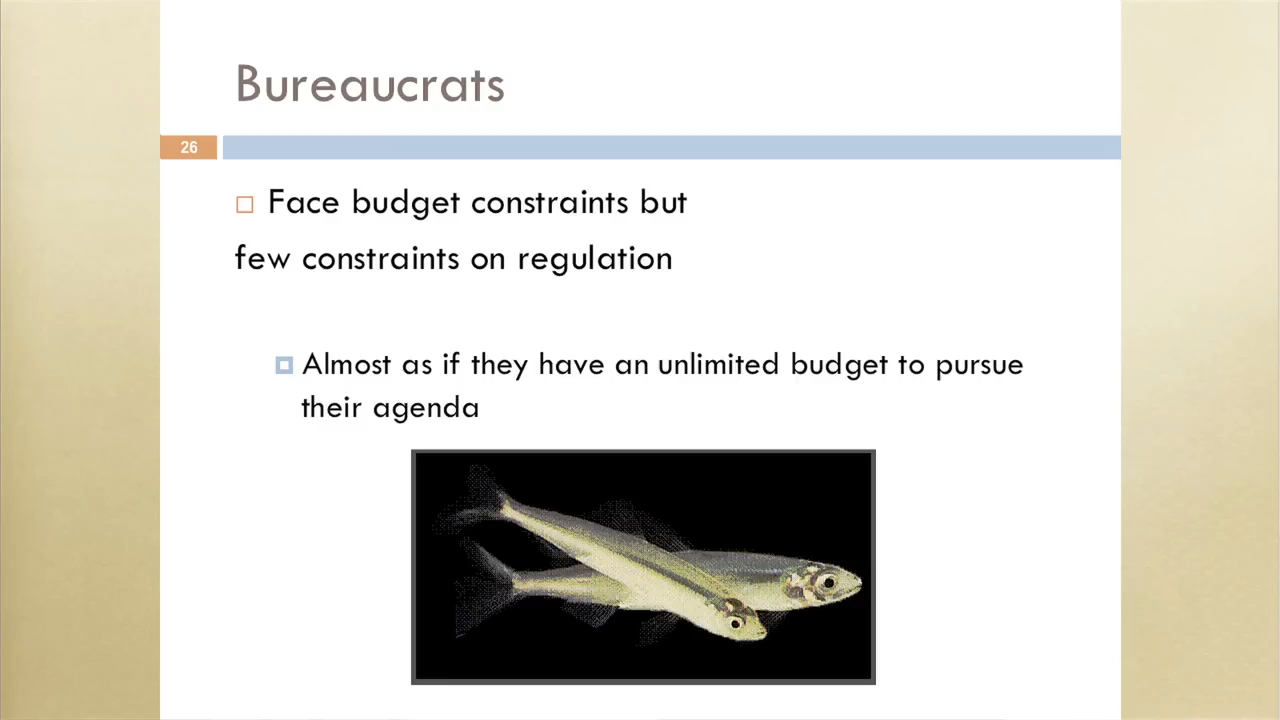 Bureaucrats
26
Face budget constraints but
few constraints on regulation
Almost as if they have an unlimited budget to pursue
their agenda